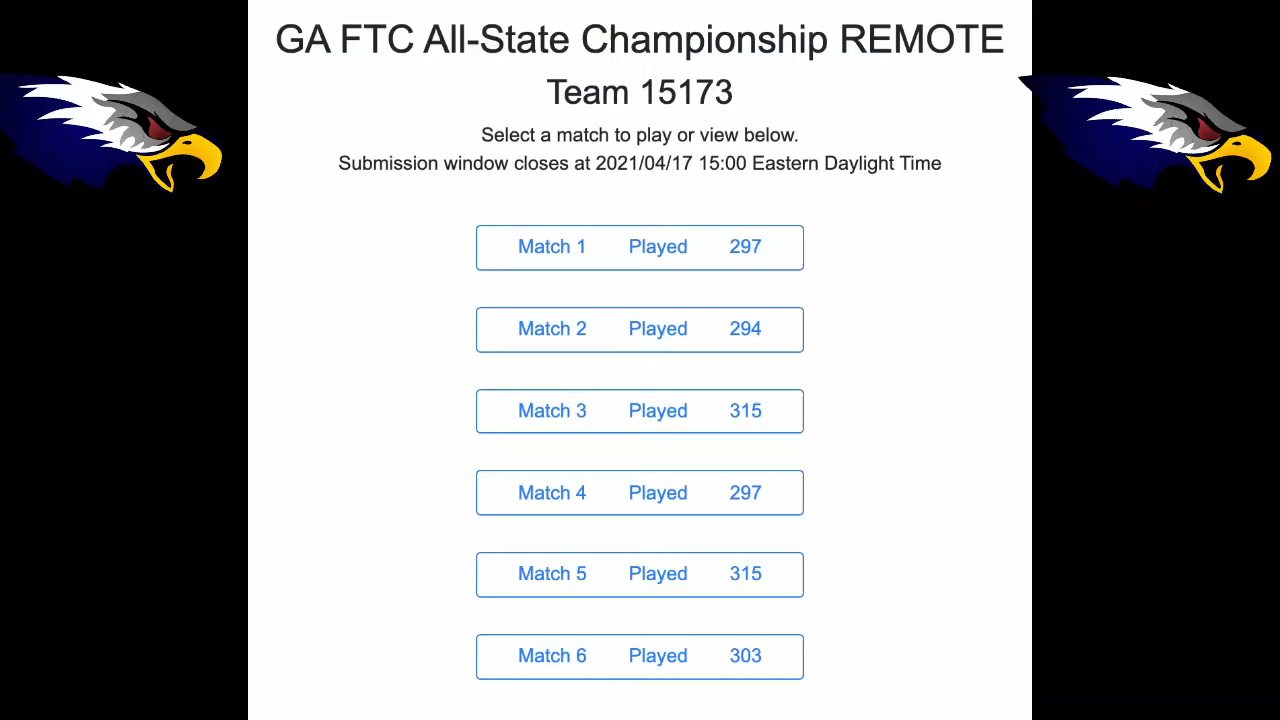 GA FTC All-State Championship REMOTE
Team 15173
Select a match to play or view below.
Submission window closes at 2021/04/17 15:00 Eastern Daylight Time
Match 1 Played 297
Match 2 Played 294
Match 3 Played 315
Match 4 Played 297
Match 5 Played 315
Match 6 Played 303